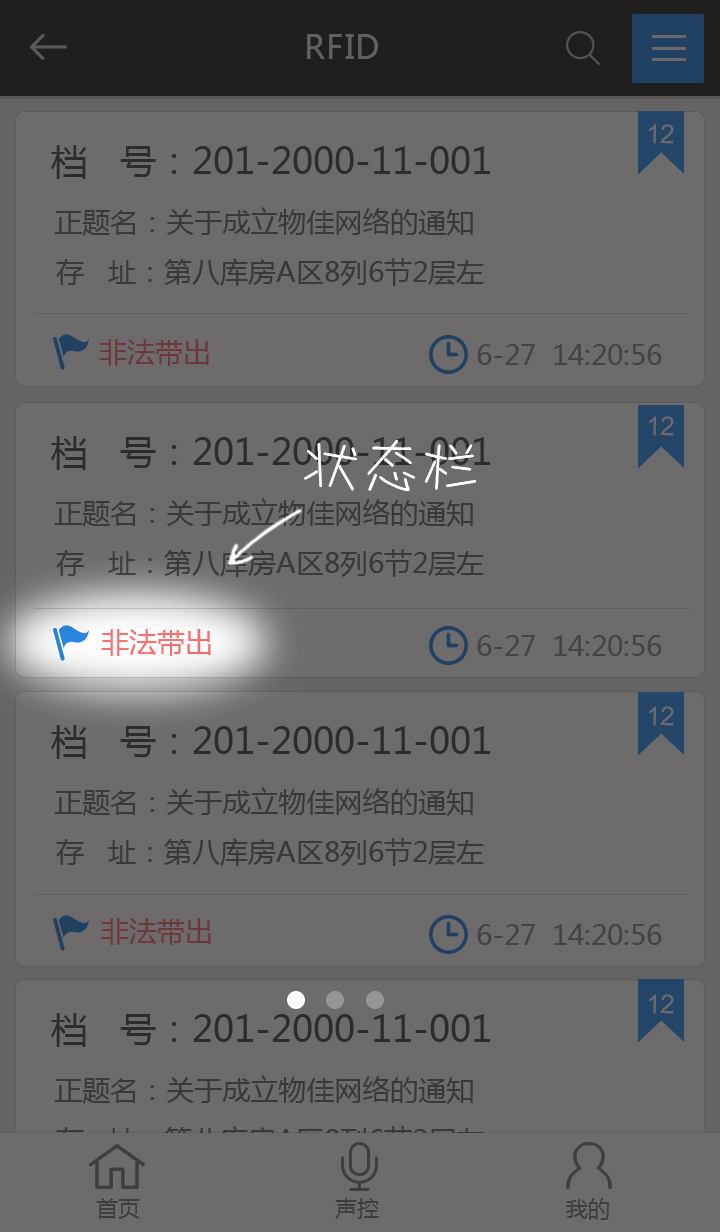 RFID
12
档 号：201-2000-11-001
正题名：关于成立物佳网络的通知
存 址：第八库房A区8列6节2层左
非法带出 6-27 14:20:56
12
档 号：201-2000-11-001
状态栏
正题名：关于成立物佳网络的通知
存 址：第八库房A区8列6节2层左
非法带出 6-27 14:20:56
12
档 号：201-2000-11-001
正题名：关于成立物佳网络的通知
存 址：第八库房A区8列6节2层左
非法带出 6-27 14:20:56
12
档 号：201-2000-11-001
正题名：关于成立物佳网络的通知
首页 声控 我的